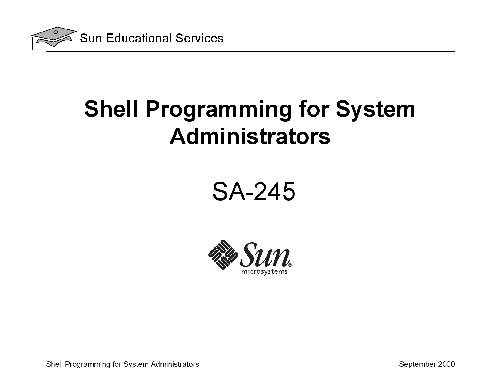 Sun Educational Services
Shell Programming for System
Administrators
SA-245
Sun
microsystems
Shell Programming for System Administrators
September 2000